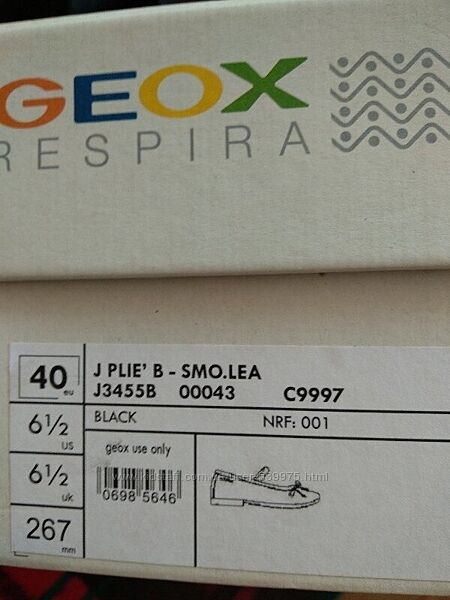 GEOX
RESPIRA
40 eu
J PLIE' B - SMO.LEA
J3455B 00043 C9997
6½ us
BLACK
NRF: 001
6½ uk
geox use only
0698 5646
267 mm